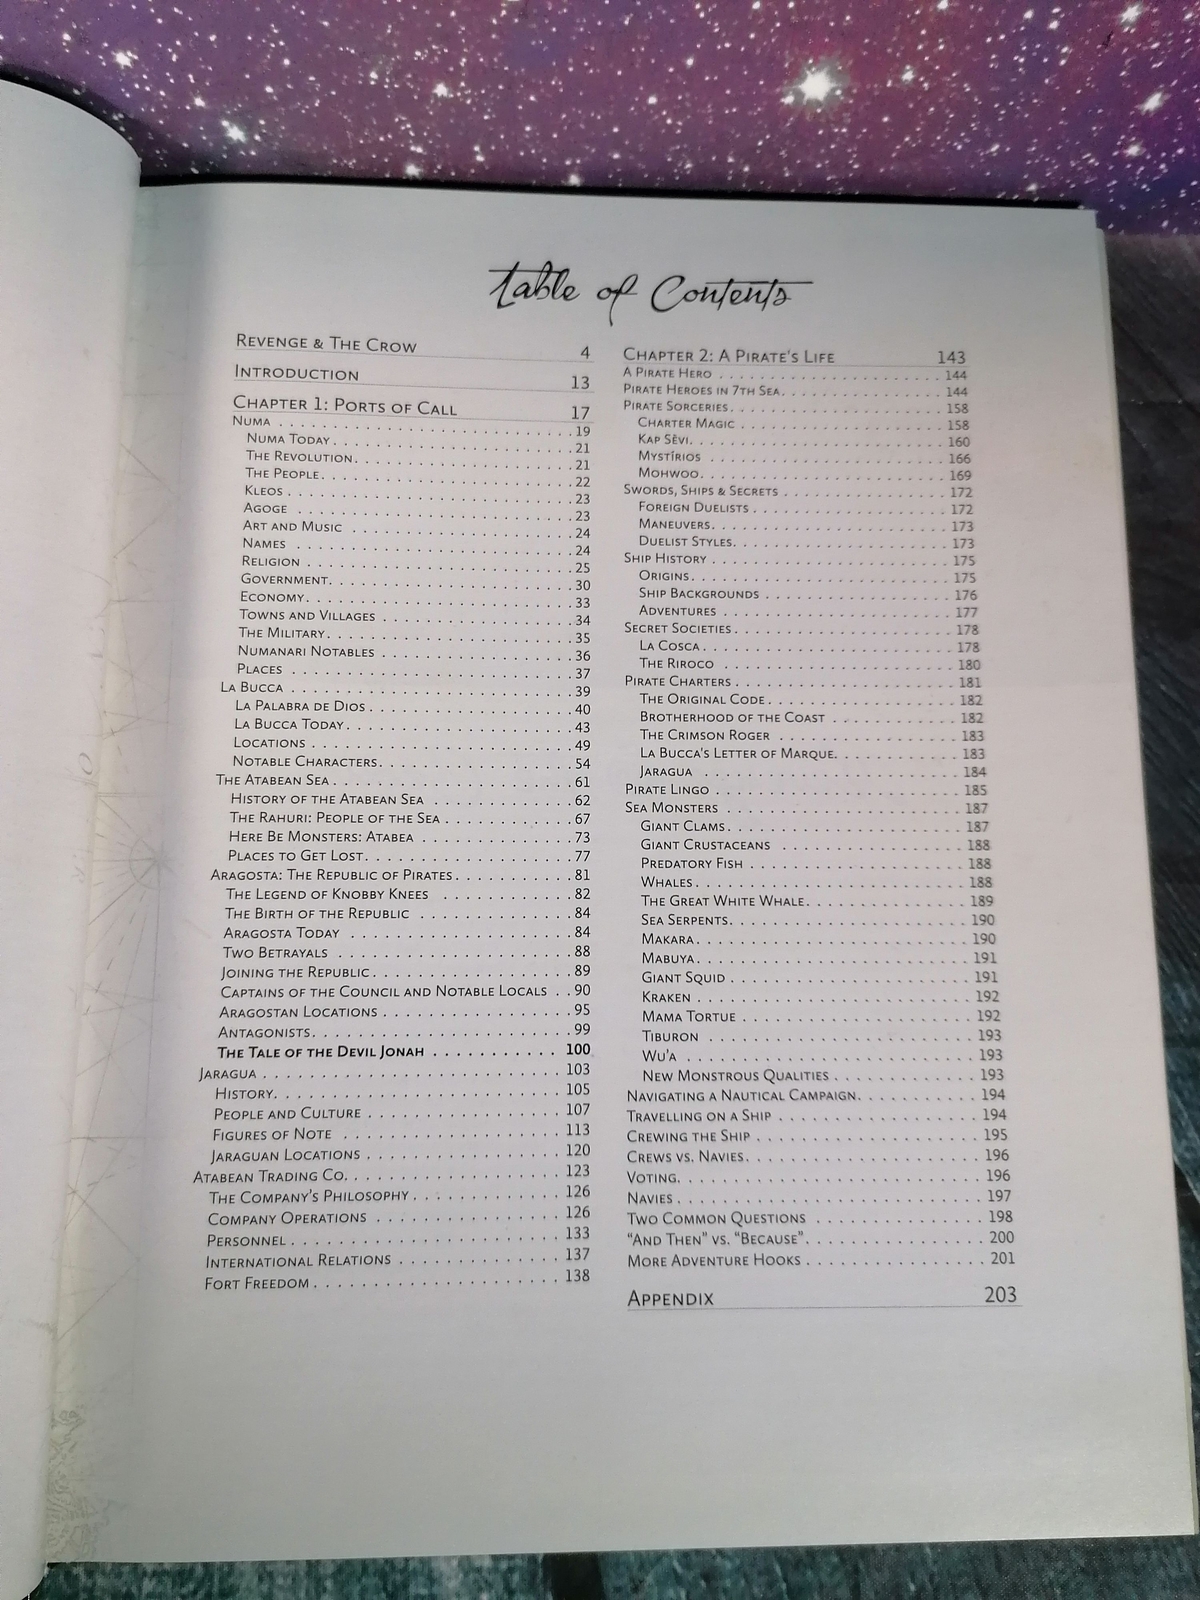 Table of Contents
Revenge & The Crow 4
Introduction 13
Chapter 1: Ports of Call 17
Numa . . . . . . . . . . 19
Numa Today . . . . . . . . . . 21
The Revolution . . . . . . . . . . 21
The People . . . . . . . . . . 22
Kleos . . . . . . . . . . 23
Agoge . . . . . . . . . . 23
Art and Music . . . . . . . . . . 24
Names . . . . . . . . . . 24
Religion . . . . . . . . . . 25
Government . . . . . . . . . . 30
Economy . . . . . . . . . . 33
Towns and Villages . . . . . . . . . . 34
The Military . . . . . . . . . . 35
Numanari Notables . . . . . . . . . . 36
Places . . . . . . . . . . 37
La Bucca . . . . . . . . . . 39
La Palabra de Dios . . . . . . . . . . 40
La Bucca Today . . . . . . . . . . 43
Locations . . . . . . . . . . 49
Notable Characters . . . . . . . . . . 54
The Atabean Sea . . . . . . . . . . 61
History of the Atabean Sea . . . . . . . . . . 62
The Rahuri: People of the Sea . . . . . . . . . . 67
Here Be Monsters: Atabea . . . . . . . . . . 73
Places to Get Lost . . . . . . . . . . 77
Aragosta: The Republic of Pirates . . . . . . . . . . 81
The Legend of Knobby Knees . . . . . . . . . . 82
The Birth of the Republic . . . . . . . . . . 84
Aragosta Today . . . . . . . . . . 84
Two Betrayals . . . . . . . . . . 88
Joining the Republic . . . . . . . . . . 89
Captains of the Council and Notable Locals . . 90
Aragostan Locations . . . . . . . . . . 95
Antagonists . . . . . . . . . . 99
The Tale of the Devil Jonah . . . . . . . . . . 100
Jaragua . . . . . . . . . . 103
History . . . . . . . . . . 105
People and Culture . . . . . . . . . . 107
Figures of Note . . . . . . . . . . 113
Jaraguan Locations . . . . . . . . . . 120
Atabean Trading Co. . . . . . . . . . . 123
The Company's Philosophy . . . . . . . . . . 126
Company Operations . . . . . . . . . . 126
Personnel . . . . . . . . . . 133
International Relations . . . . . . . . . . 137
Fort Freedom . . . . . . . . . . 138
Chapter 2: A Pirate's Life 143
A Pirate Hero . . . . . . . . . . 144
Pirate Heroes in 7th Sea . . . . . . . . . . 144
Pirate Sorceries . . . . . . . . . . 158
Charter Magic . . . . . . . . . . 158
Kap Sèvi . . . . . . . . . . 160
Mystírios . . . . . . . . . . 166
Mohwoo . . . . . . . . . . 169
Swords, Ships & Secrets . . . . . . . . . . 172
Foreign Duelists . . . . . . . . . . 172
Maneuvers . . . . . . . . . . 173
Duelist Styles . . . . . . . . . . 173
Ship History . . . . . . . . . . 175
Origins . . . . . . . . . . 175
Ship Backgrounds . . . . . . . . . . 176
Adventures . . . . . . . . . . 177
Secret Societies . . . . . . . . . . 178
La Cosca . . . . . . . . . . 178
The Riroco . . . . . . . . . . 180
Pirate Charters . . . . . . . . . . 181
The Original Code . . . . . . . . . . 182
Brotherhood of the Coast . . . . . . . . . . 182
The Crimson Roger . . . . . . . . . . 183
La Bucca's Letter of Marque . . . . . . . . . . 183
Jaragua . . . . . . . . . . 184
Pirate Lingo . . . . . . . . . . 185
Sea Monsters . . . . . . . . . . 187
Giant Clams . . . . . . . . . . 187
Giant Crustaceans . . . . . . . . . . 188
Predatory Fish . . . . . . . . . . 188
Whales . . . . . . . . . . 188
The Great White Whale . . . . . . . . . . 189
Sea Serpents . . . . . . . . . . 190
Makara . . . . . . . . . . 190
Mabuya . . . . . . . . . . 191
Giant Squid . . . . . . . . . . 191
Kraken . . . . . . . . . . 192
Mama Tortue . . . . . . . . . . 192
Tiburon . . . . . . . . . . 193
Wu'a . . . . . . . . . . 193
New Monstrous Qualities . . . . . . . . . . 193
Navigating a Nautical Campaign . . . . . . . . . . 194
Travelling on a Ship . . . . . . . . . . 194
Crewing the Ship . . . . . . . . . . 195
Crews vs. Navies . . . . . . . . . . 196
Voting . . . . . . . . . . 196
Navies . . . . . . . . . . 197
Two Common Questions . . . . . . . . . . 198
"And Then" vs. "Because" . . . . . . . . . . 200
More Adventure Hooks . . . . . . . . . . 201
Appendix 203